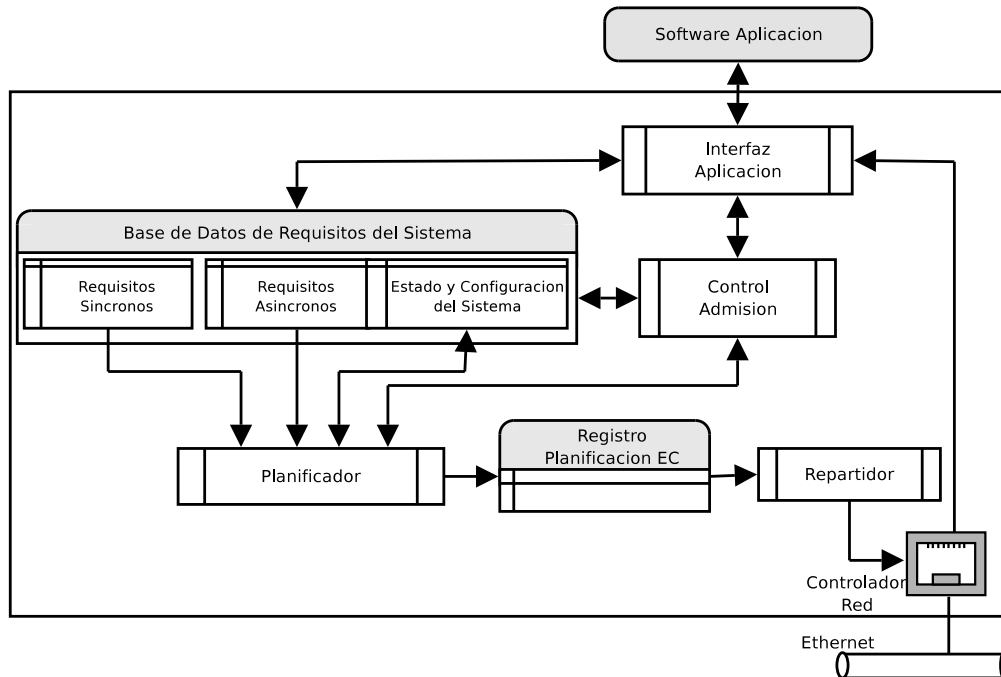 Software Aplicacion
Interfaz
Aplicacion
Base de Datos de Requisitos del Sistema
Requisitos
Sincronos
Requisitos
Asincronos
Estado y Configuracion
del Sistema
Control
Admision
Registro
Planificacion EC
Planificador
Repartidor
Controlador
Red
Ethernet